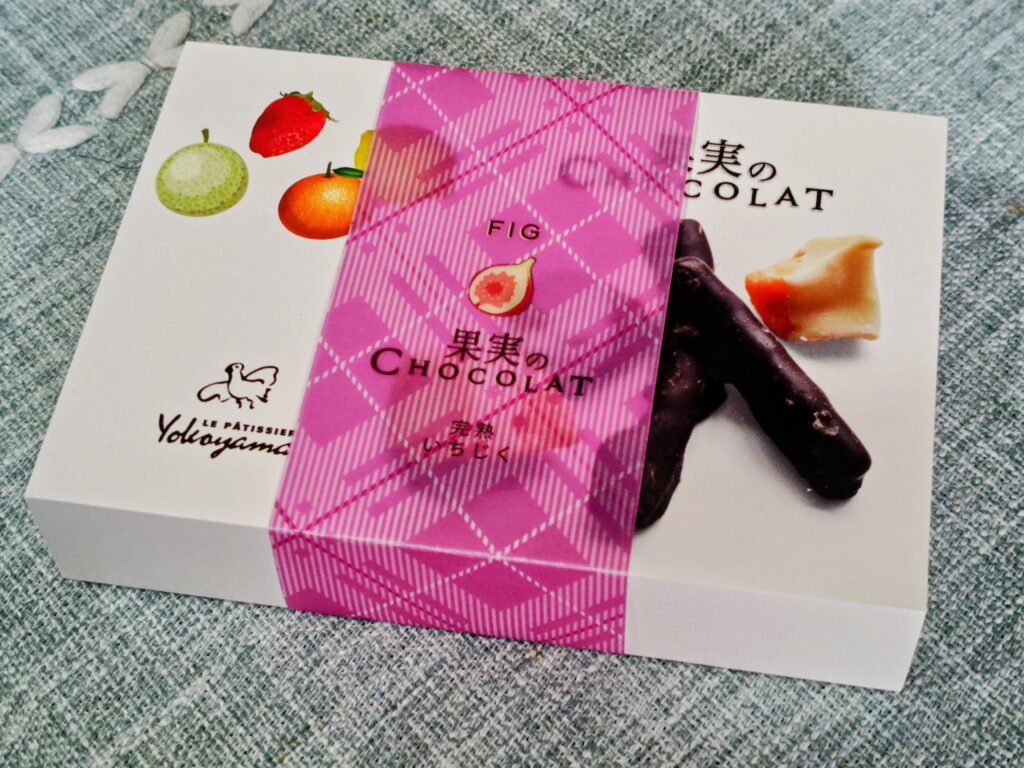 LE PÂTISSIER
Yokoyama
FIG
果実の
CHOCOLAT
完熟
いちじく
実の
COLAT